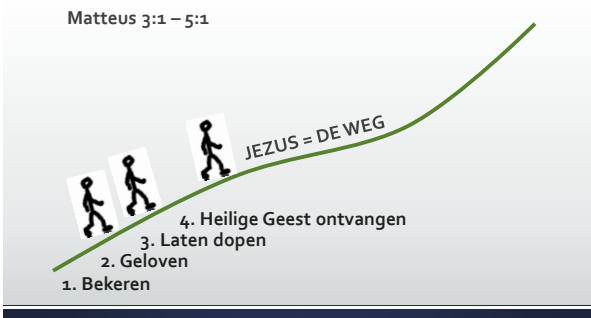 Matteus 3:1 – 5:1
JEZUS = DE WEG
4. Heilige Geest ontvangen
3. Laten dopen
2. Geloven
1. Bekeren